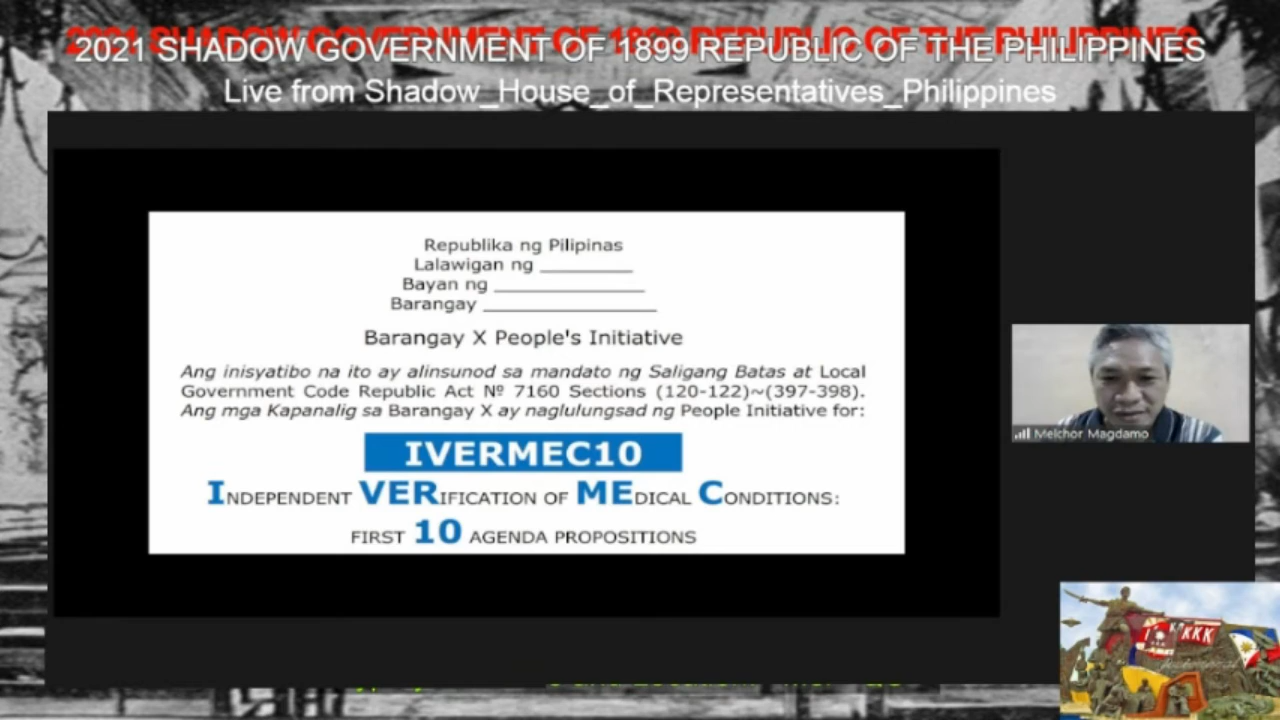 2021 SHADOW GOVERNMENT OF 1899 REPUBLIC OF THE PHILIPPINES
Live from Shadow_House_of_Representatives_Philippines
Republika ng Pilipinas
Lalawigan ng __________
Bayan ng ________________
Barangay __________________
Barangay X People's Initiative
Ang inisyatibo na ito ay alinsunod sa mandato ng Saligang Batas at Local
Government Code Republic Act Nº 7160 Sections (120-122)~(397-398).
Ang mga Kapanalig sa Barangay X ay naglulungsad ng People Initiative for:
IVERMEC10
INDEPENDENT VERIFICATION OF MEDICAL CONDITIONS:
FIRST 10 AGENDA PROPOSITIONS
Melchor Magdamo
KKK